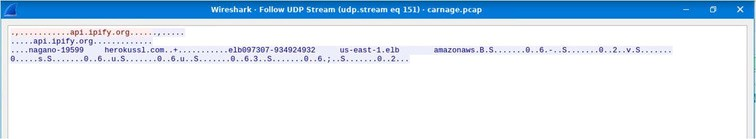 Wireshark · Follow UDP Stream (udp.stream eq 151) · carnage.pcap
.,...........api.ipify.org.....,.....
.....api.ipify.org.............
....nagano-19599 herokussl.com..+...........elb097307-934924932 us-east-1.elb amazonaws.B.S.......0..6.-..S.......0..2..v.S.......
0.....s.S.......0..6..u.S.......0..6.u..S.......0..6.3..S.......0..6.;..S.......0..2...